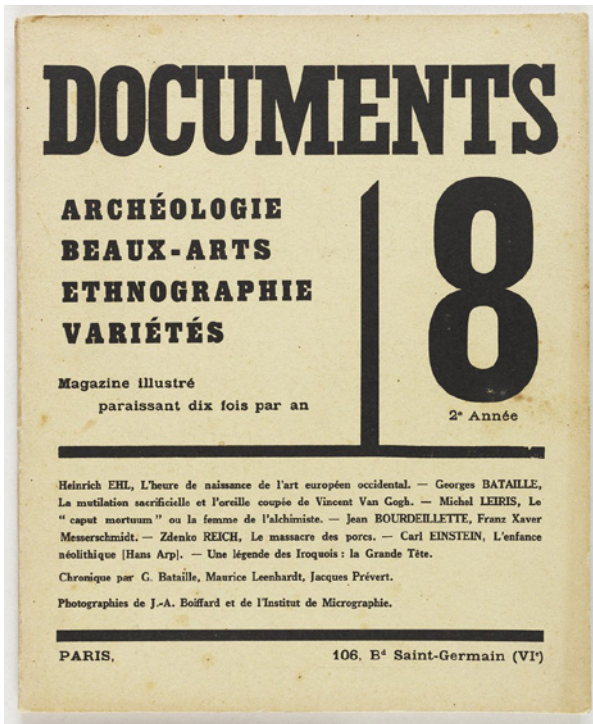 DOCUMENTS
ARCHÉOLOGIE
BEAUX-ARTS
ETHNOGRAPHIE
VARIÉTÉS
Magazine illustré
paraissant dix fois par an
8
2e Année
Heinrich EHL, L'heure de naissance de l'art européen occidental. — Georges BATAILLE,
La mutilation sacrificielle et l'oreille coupée de Vincent Van Gogh. — Michel LEIRIS, Le
“ caput mortuum ” ou la femme de l'alchimiste. — Jean BOURDEILLETTE, Franz Xaver
Messerschmidt. — Zdenko REICH, Le massacre des porcs. — Carl EINSTEIN, L'enfance
néolithique [Hans Arp]. — Une légende des Iroquois : la Grande Tête.
Chronique par G. Bataille, Maurice Leenhardt, Jacques Prévert.
Photographies de J.-A. Boiffard et de l'Institut de Micrographie.
PARIS, 106, Bd Saint-Germain (VIe)